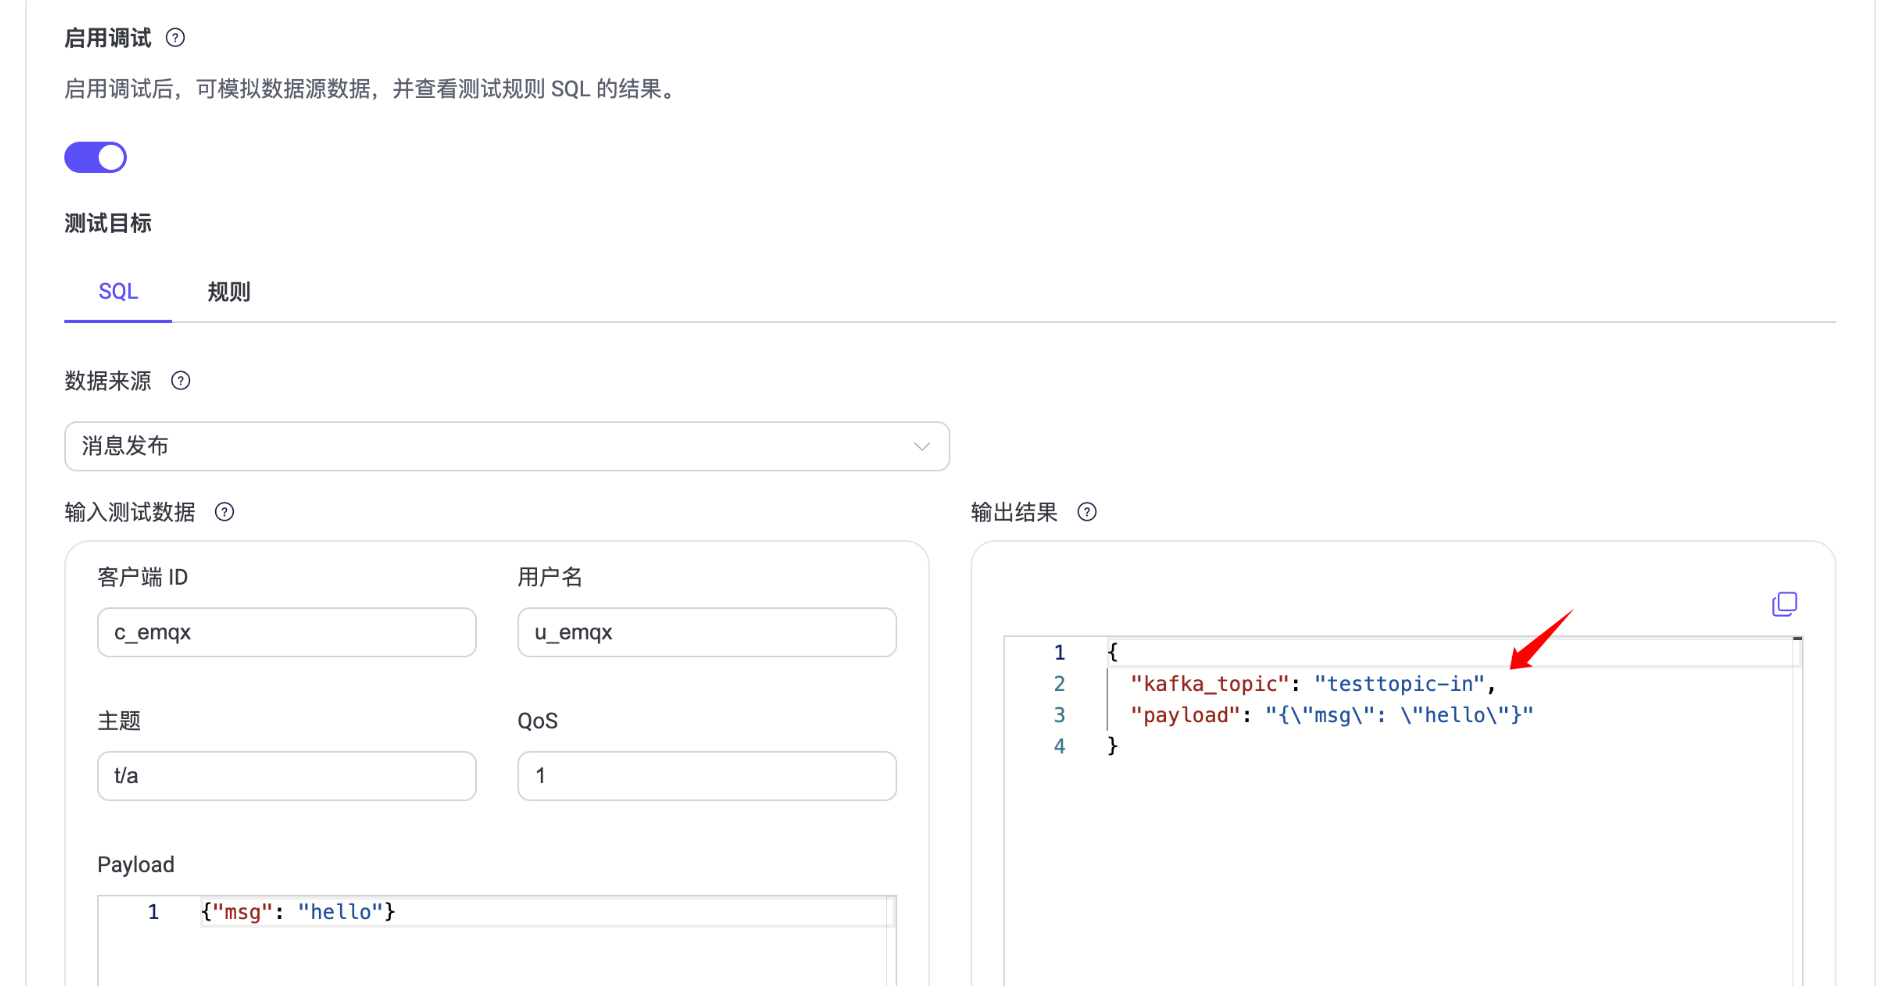 启用调试
启用调试后，可模拟数据源数据，并查看测试规则 SQL 的结果。
测试目标
SQL 规则
数据来源
消息发布
输入测试数据
客户端 ID 用户名
c_emqx u_emqx
主题 QoS
t/a 1
Payload
1 {"msg": "hello"}
输出结果
1 {
2 "kafka_topic": "testtopic-in",
3 "payload": "{\"msg\": \"hello\"}"
4 }